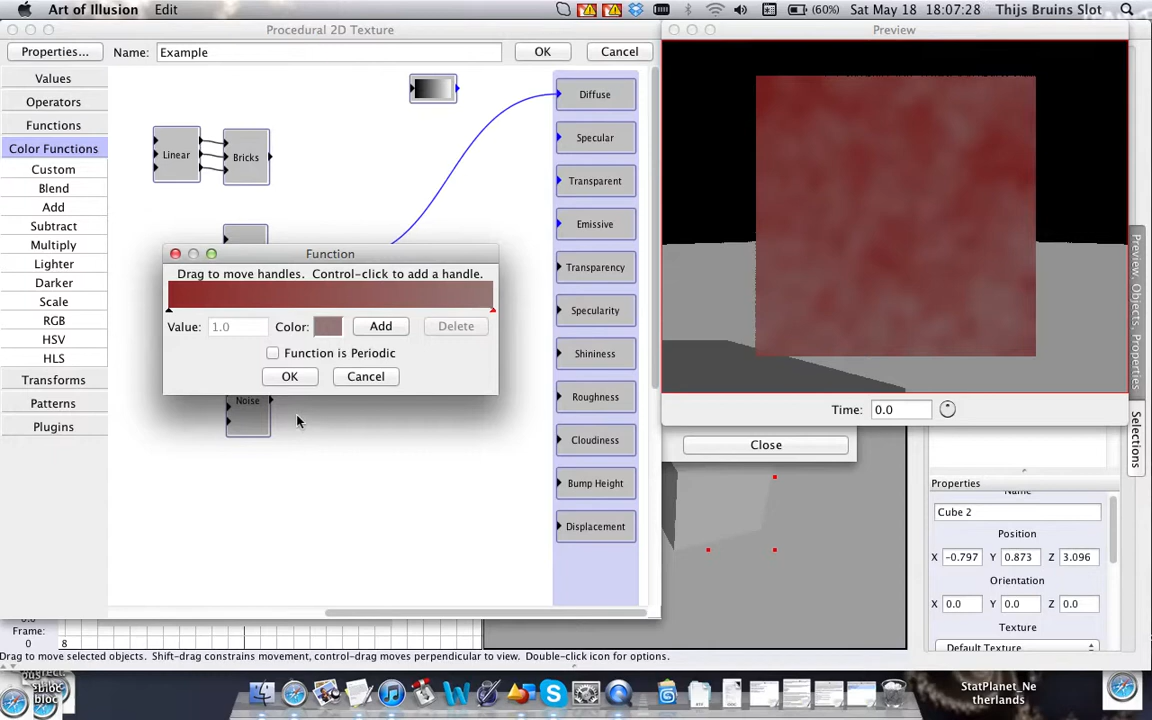 Art of Illusion Edit (60%) Sat May 18 18:07:28 Thijs Bruins Slot
Procedural 2D Texture
Properties... Name: Example OK Cancel
Values
Operators
Functions
Color Functions
Custom
Blend
Add
Subtract
Multiply
Lighter
Darker
Scale
RGB
HSV
HLS
Transforms
Patterns
Plugins
Linear
Bricks
Noise
Diffuse
Specular
Transparent
Emissive
Transparency
Specularity
Shininess
Roughness
Cloudiness
Bump Height
Displacement
Function
Drag to move handles. Control-click to add a handle.
Value: 1.0 Color: Add Delete
Function is Periodic
OK Cancel
Preview
Time: 0.0
Close
Preview, Objects, Properties
Selections
Properties
Name
Cube 2
Position
X -0.797 Y 0.873 Z 3.096
Orientation
X 0.0 Y 0.0 Z 0.0
Texture
Default Texture
Frame:
0
8
Drag to move selected objects. Shift-drag constrains movement, control-drag moves perpendicular to view. Double-click icon for options.
StatPlanet_Ne
therlands